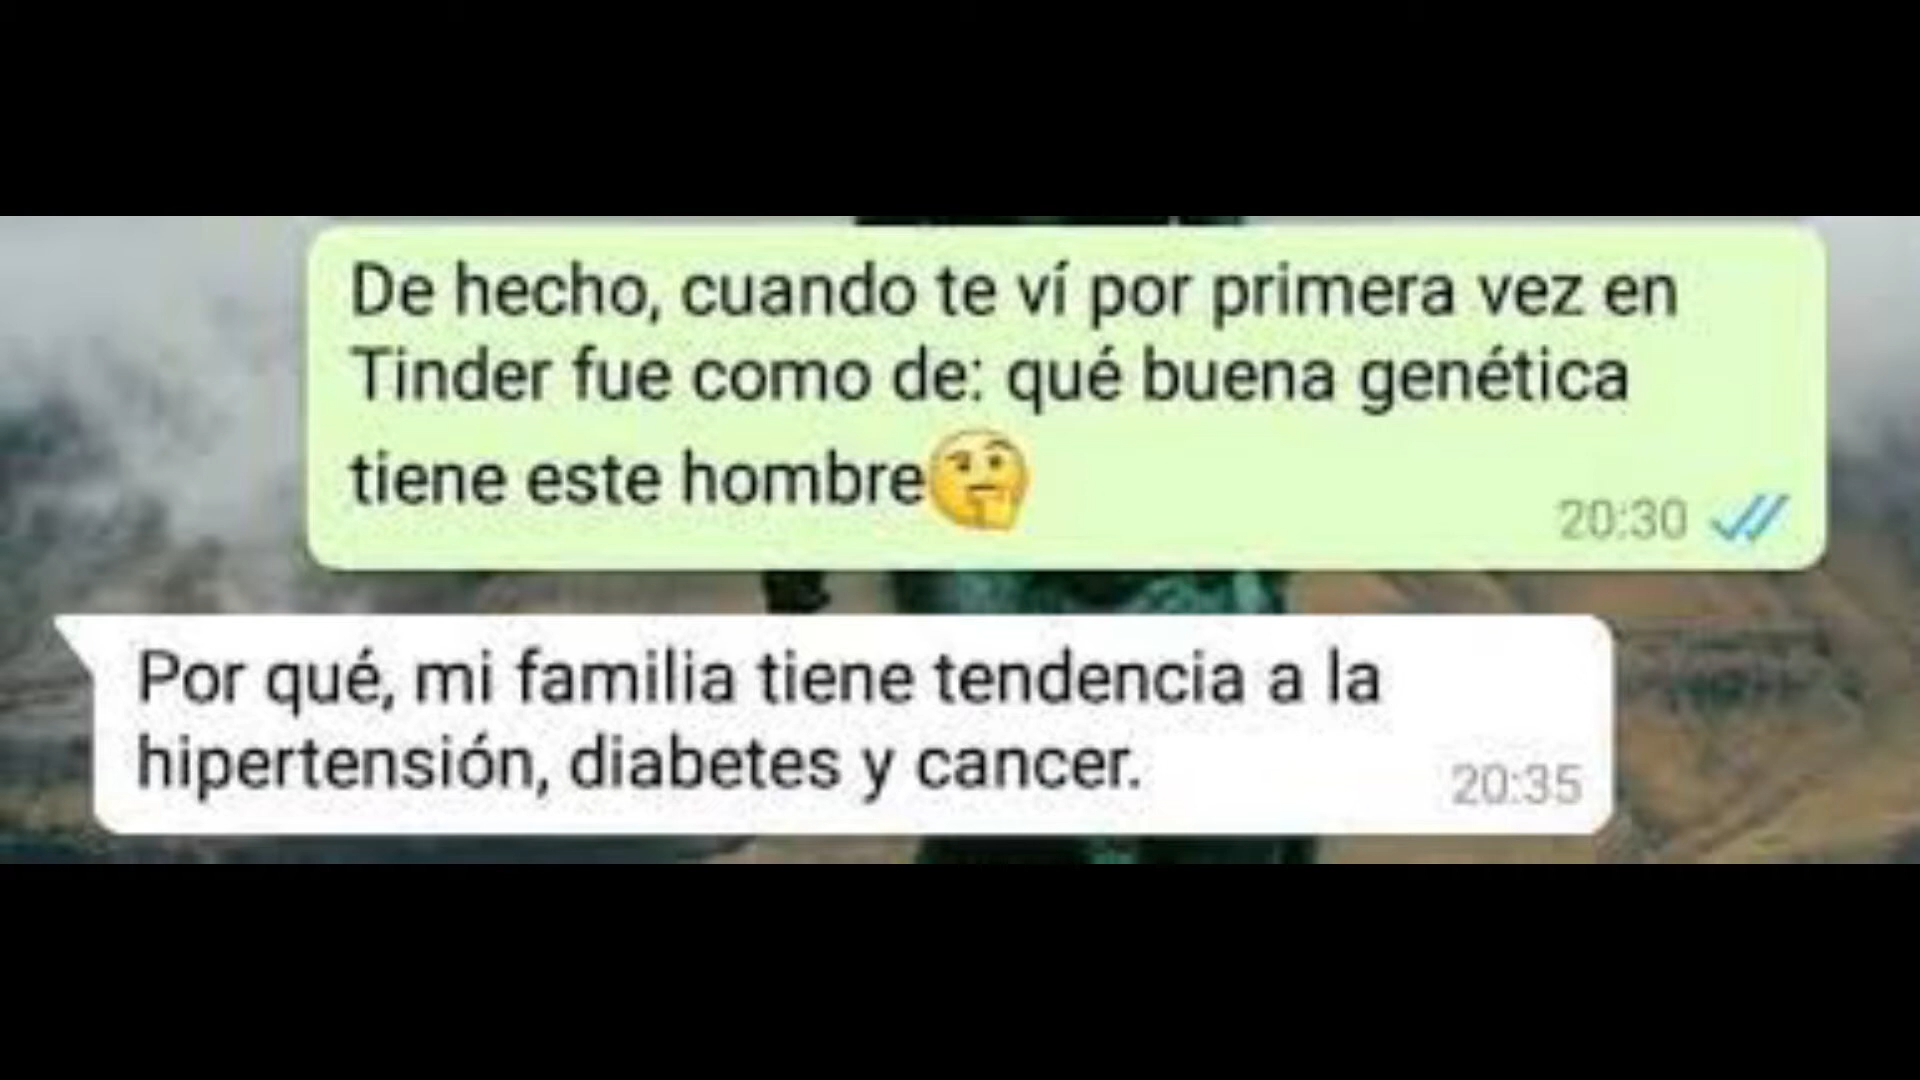 De hecho, cuando te ví por primera vez en
Tinder fue como de: qué buena genética
tiene este hombre🤔
20:30
Por qué, mi familia tiene tendencia a la
hipertensión, diabetes y cancer.
20:35